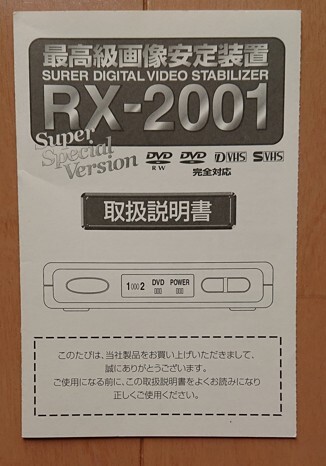 最高級画像安定装置
SURER DIGITAL VIDEO STABILIZER
RX-2001
Super
Special
Version
DVD RW DVD D VHS S VHS
完全対応
取扱説明書
1 2 DVD POWER
このたびは、当社製品をお買い上げいただきまして、
誠にありがとうございます。
ご使用になる前に、この取扱説明書をよくお読みになり
正しくご使用ください。